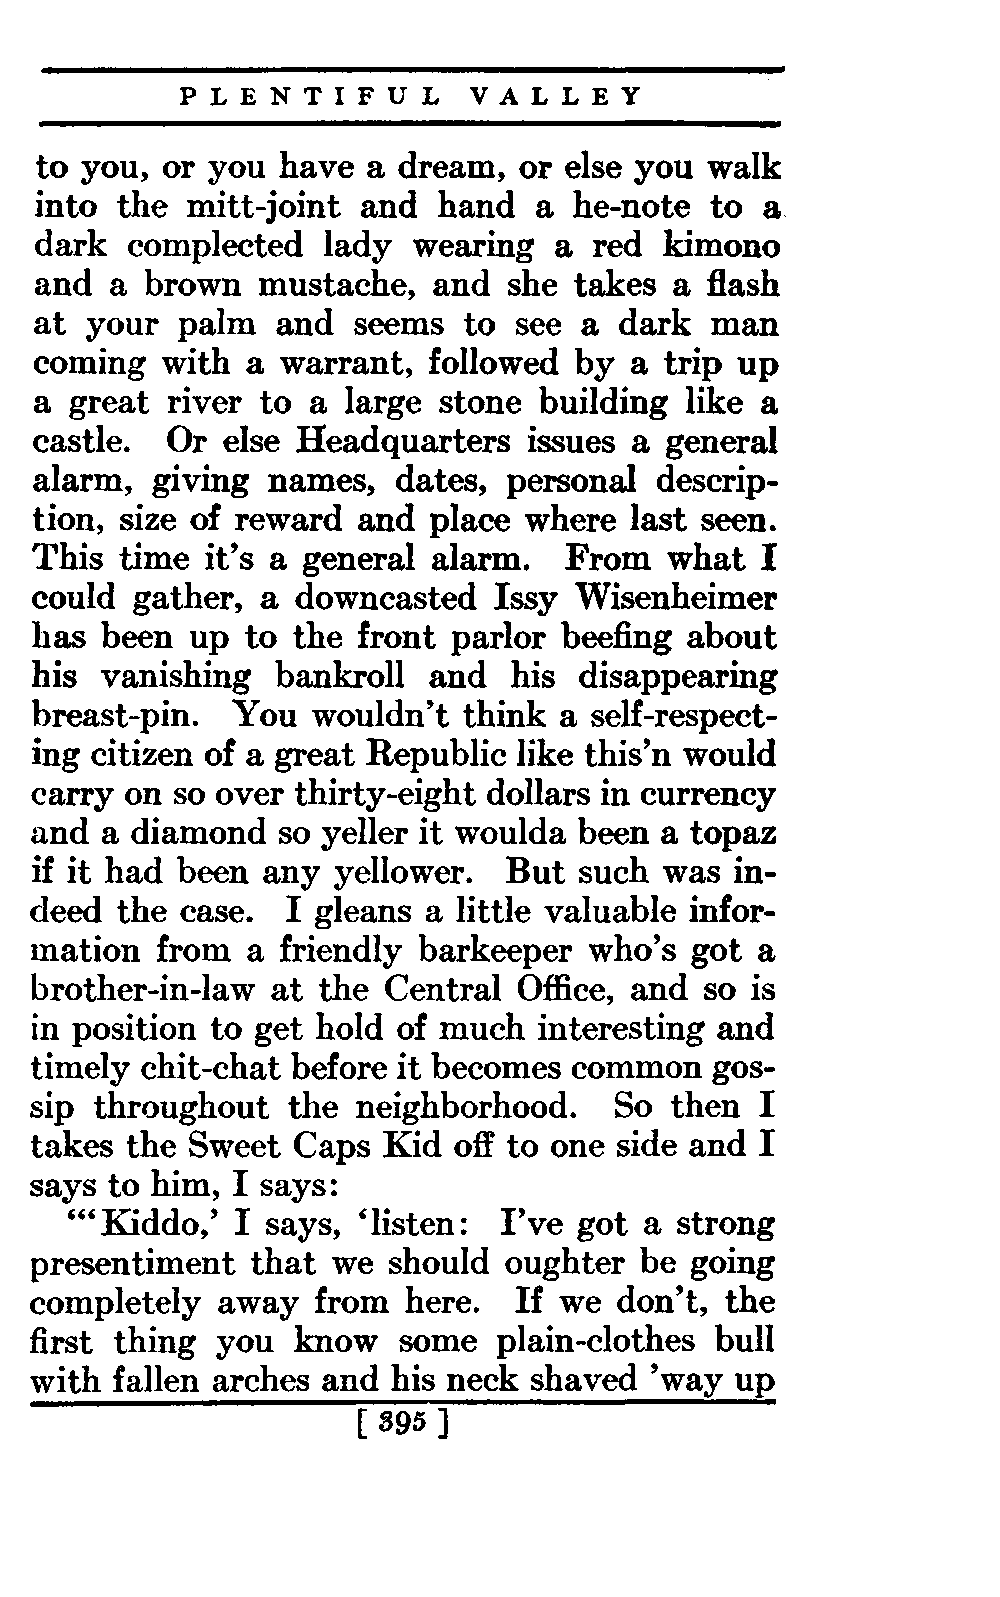 PLENTIFUL VALLEY
to you, or you have a dream, or else you walk
into the mitt-joint and hand a he-note to a
dark complected lady wearing a red kimono
and a brown mustache, and she takes a flash
at your palm and seems to see a dark man
coming with a warrant, followed by a trip up
a great river to a large stone building like a
castle. Or else Headquarters issues a general
alarm, giving names, dates, personal descrip-
tion, size of reward and place where last seen.
This time it's a general alarm. From what I
could gather, a downcasted Issy Wisenheimer
has been up to the front parlor beefing about
his vanishing bankroll and his disappearing
breast-pin. You wouldn't think a self-respect-
ing citizen of a great Republic like this'n would
carry on so over thirty-eight dollars in currency
and a diamond so yeller it woulda been a topaz
if it had been any yellower. But such was in-
deed the case. I gleans a little valuable infor-
mation from a friendly barkeeper who's got a
brother-in-law at the Central Office, and so is
in position to get hold of much interesting and
timely chit-chat before it becomes common gos-
sip throughout the neighborhood. So then I
takes the Sweet Caps Kid off to one side and I
says to him, I says:
"'"Kiddo,' I says, 'listen: I've got a strong
presentiment that we should oughter be going
completely away from here. If we don't, the
first thing you know some plain-clothes bull
with fallen arches and his neck shaved 'way up
[ 395 ]